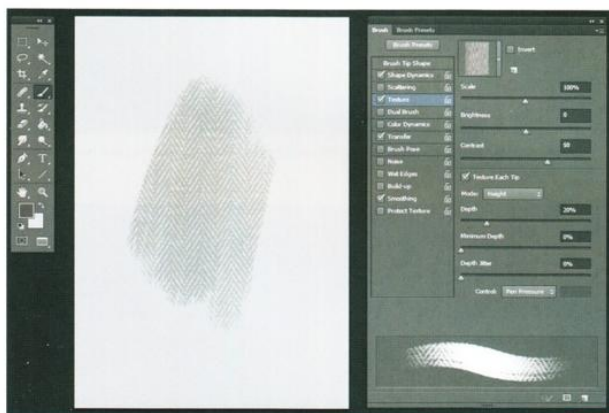 Brush
Brush Presets
Brush Presets
Invert
Brush Tip Shape
Shape Dynamics
Scattering
Texture
Dual Brush
Color Dynamics
Transfer
Brush Pose
Noise
Wet Edges
Build-up
Smoothing
Protect Texture
Scale
100%
Brightness
0
Contrast
Texture Each Tip
Mode: Height
Depth
20%
Minimum Depth
0%
Depth Jitter
0%
Control: Pen Pressure
T